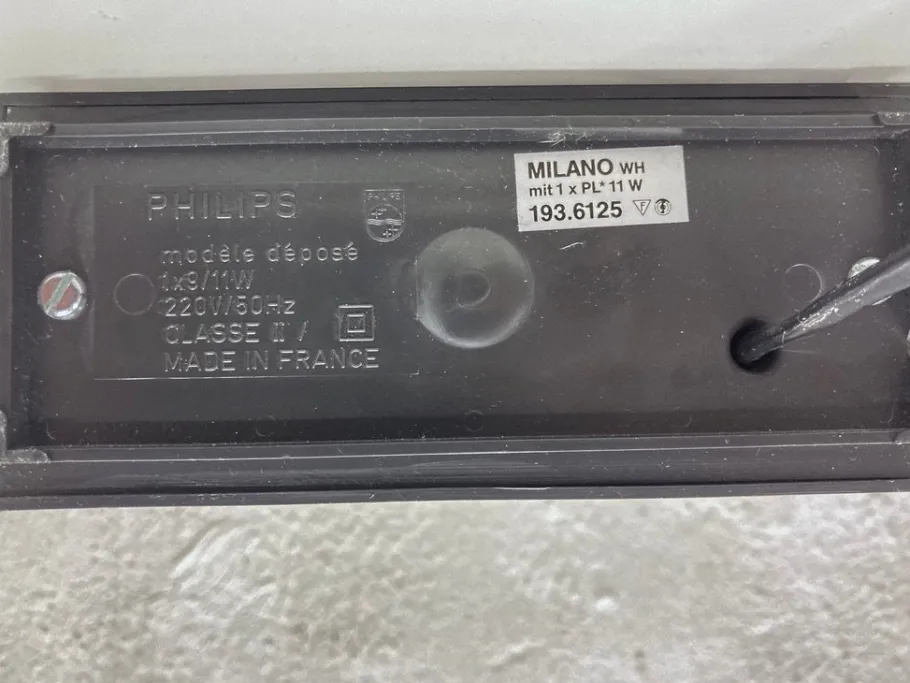 PHILIPS
PHILIPS
modèle déposé
1x9/11W
220V/50Hz
CLASSE II /
MADE IN FRANCE
MILANO WH
mit 1 x PL* 11 W
193.6125 F